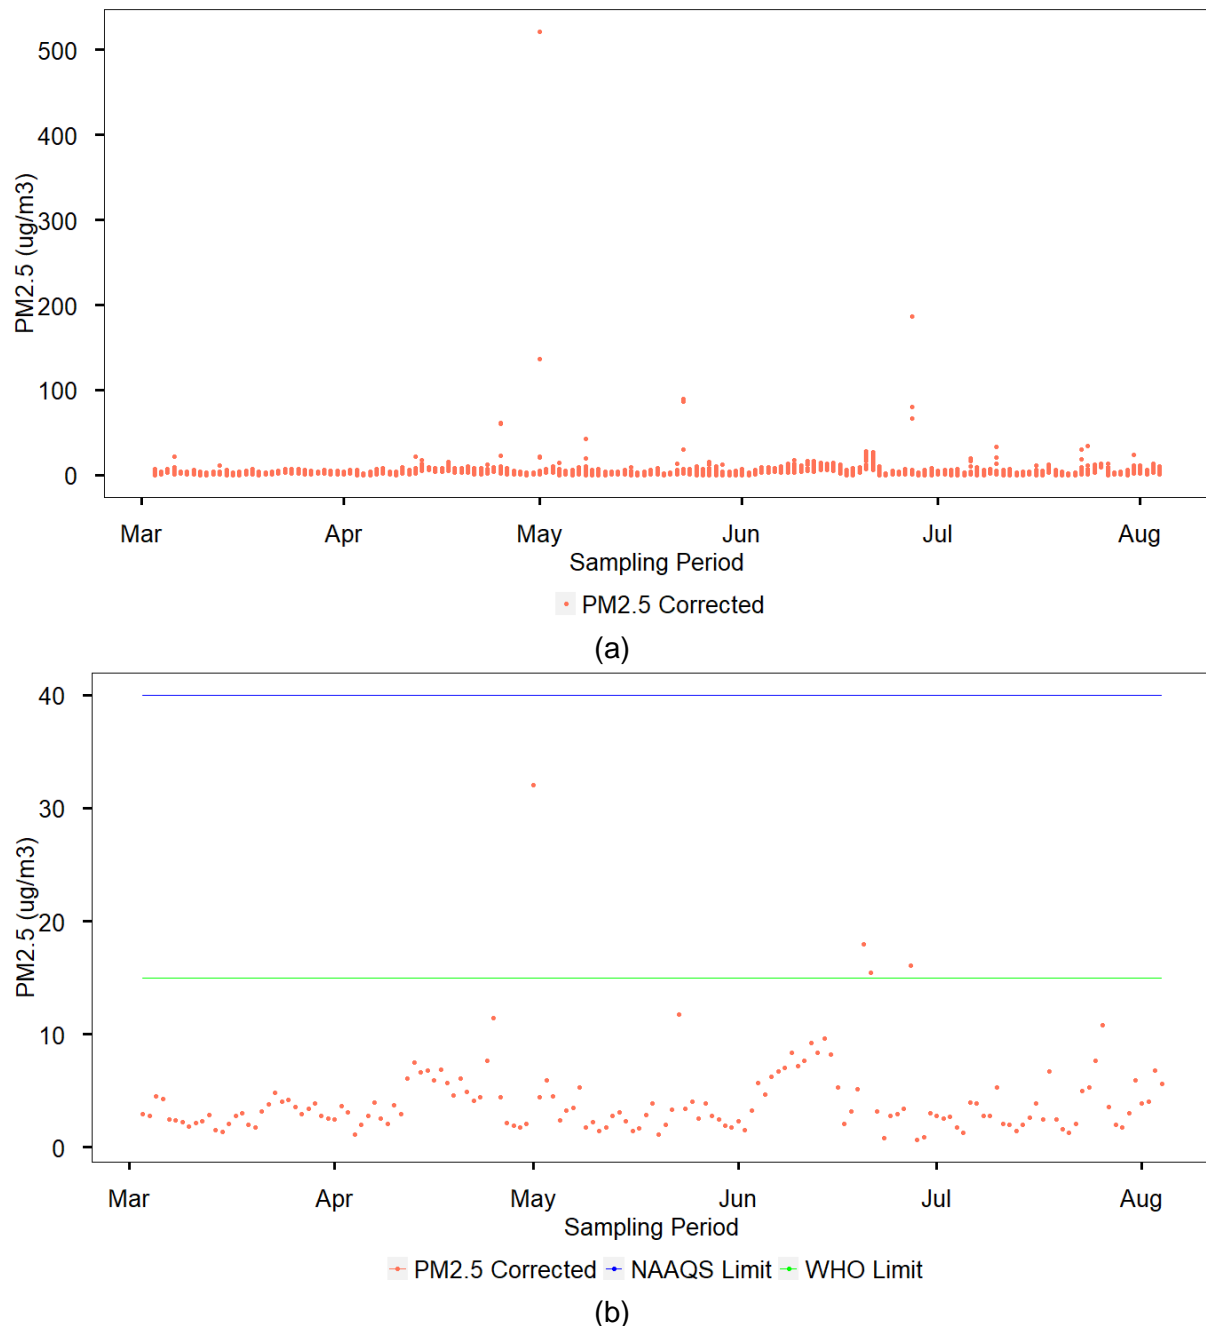 500
400
300
200
100
0
PM2.5 (ug/m3)
Mar Apr May Jun Jul Aug
Sampling Period
PM2.5 Corrected
(a)
40
30
20
10
0
PM2.5 (ug/m3)
Mar Apr May Jun Jul Aug
Sampling Period
PM2.5 Corrected NAAQS Limit WHO Limit
(b)